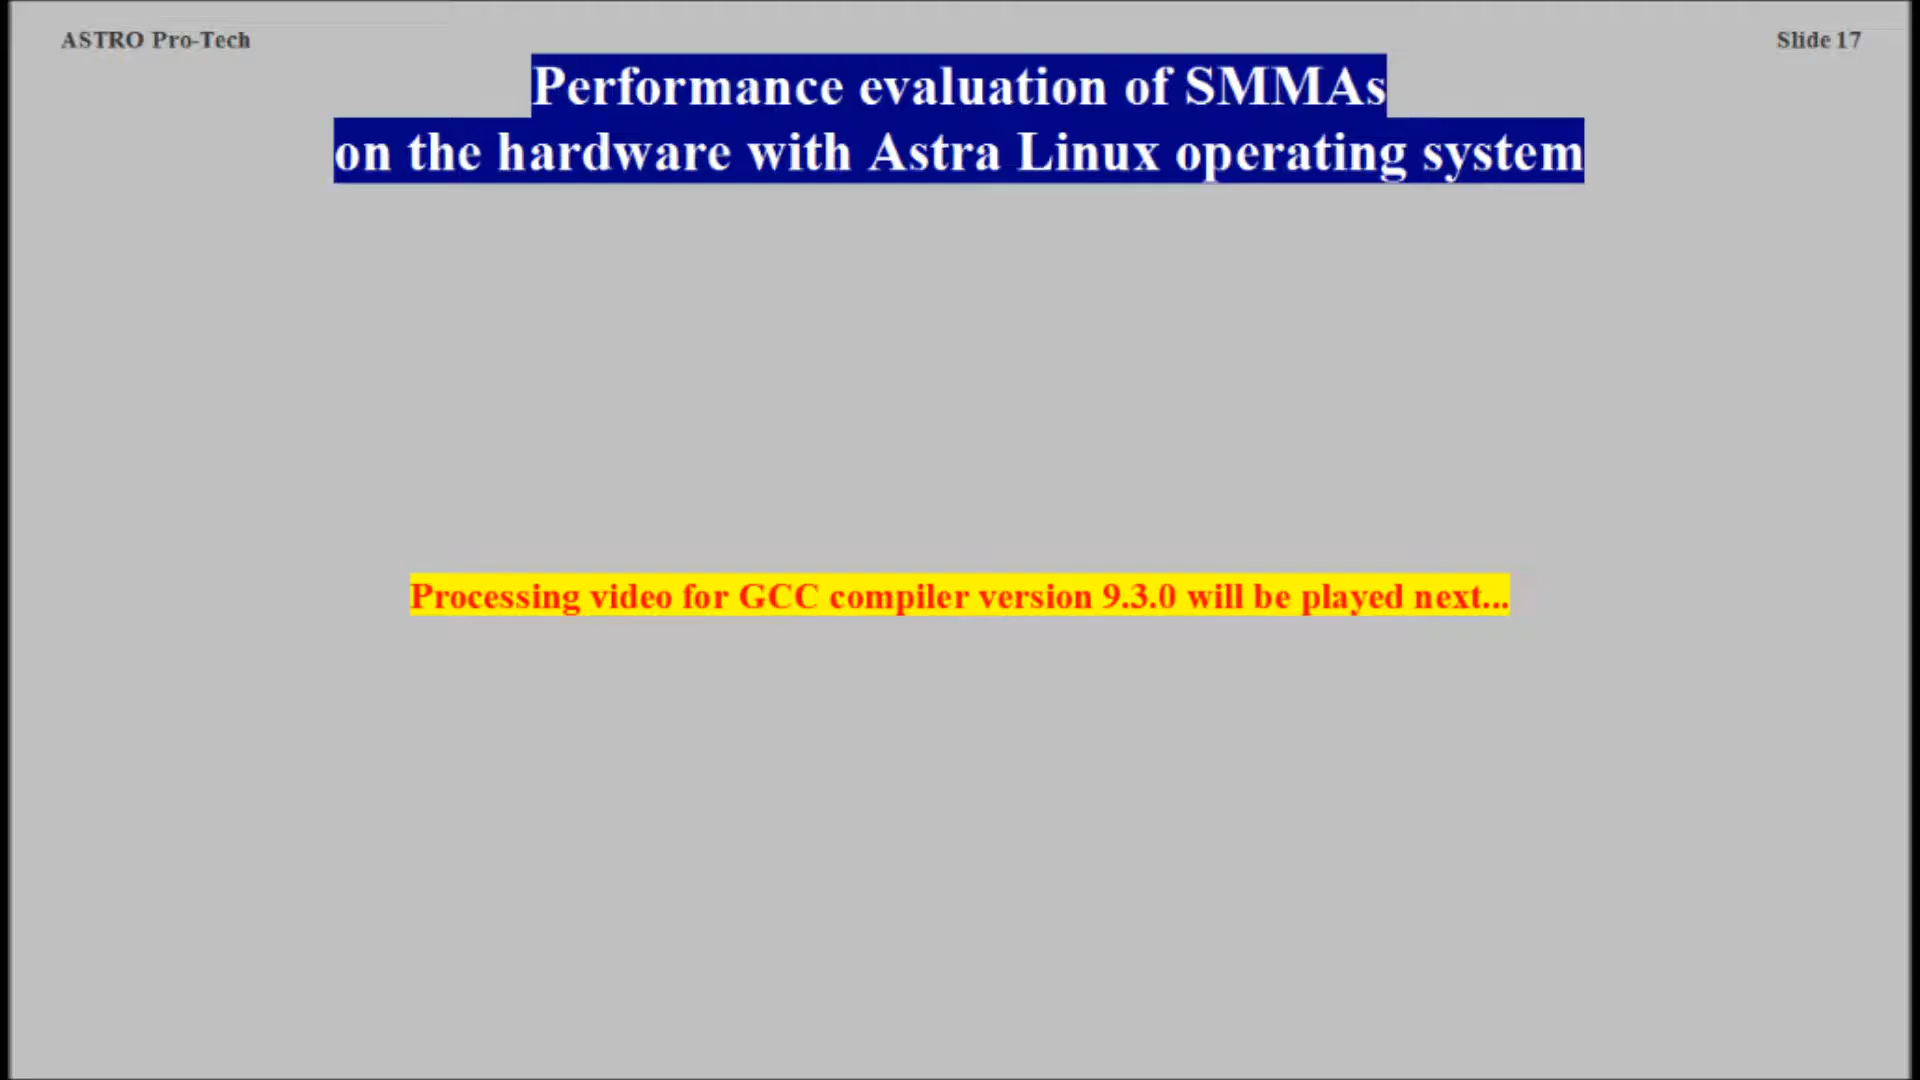 ASTRO Pro-Tech
Slide 17
Performance evaluation of SMMAs
on the hardware with Astra Linux operating system
Processing video for GCC compiler version 9.3.0 will be played next...